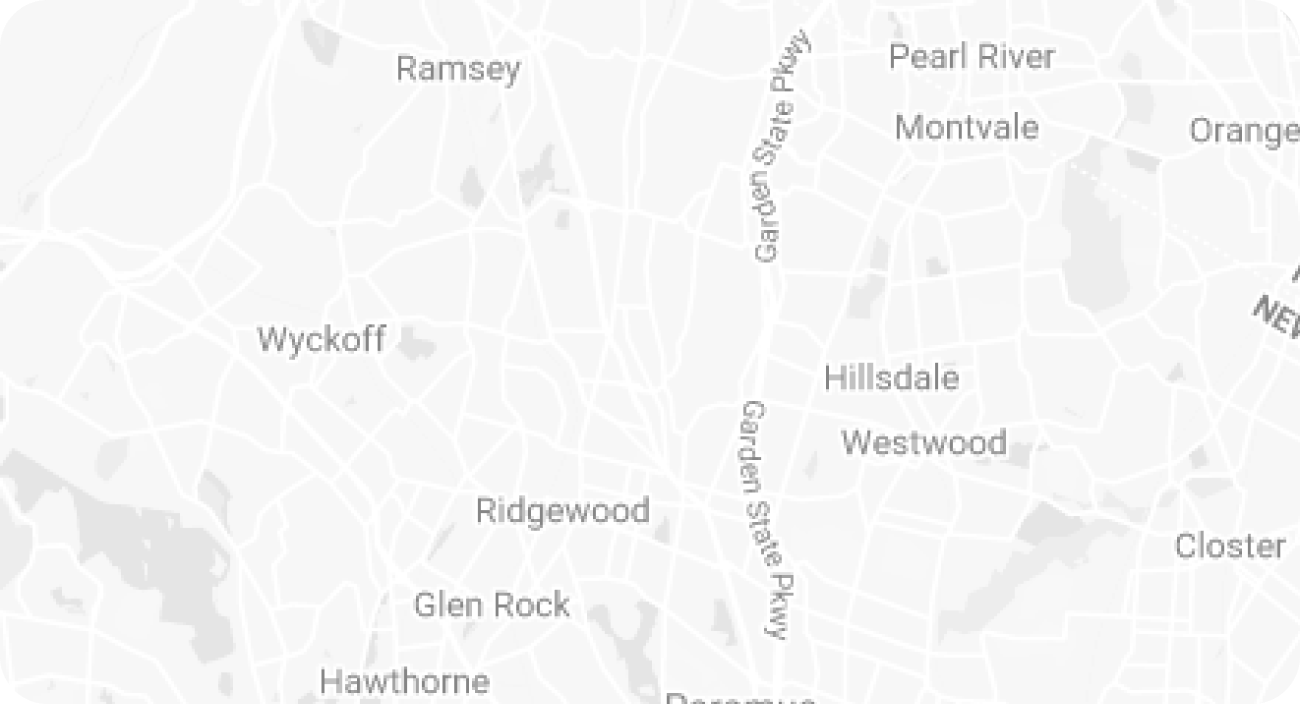 Pearl River
Ramsey
Garden State Pkwy
Montvale
Orange
NEW
Wyckoff
Hillsdale
Garden State Pkwy
Westwood
Ridgewood
Closter
Glen Rock
Hawthorne